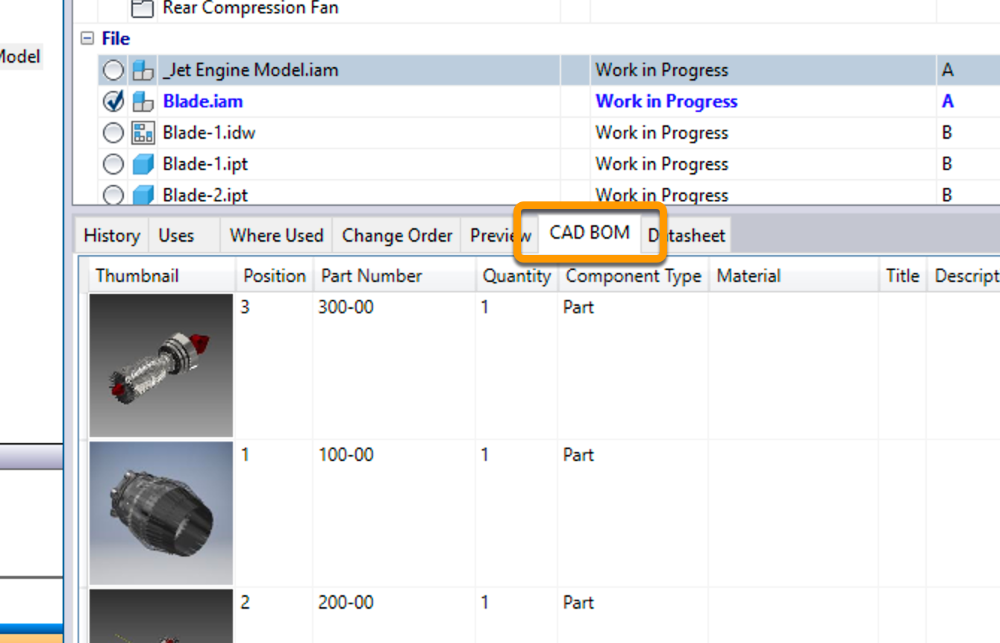 Rear Compression Fan
File
Model
_Jet Engine Model.iam Work in Progress A
Blade.iam Work in Progress A
Blade-1.idw Work in Progress B
Blade-1.ipt Work in Progress B
Blade-2.ipt Work in Progress B
History Uses Where Used Change Order Preview CAD BOM Datasheet
Thumbnail Position Part Number Quantity Component Type Material Title Descript
3 300-00 1 Part
1 100-00 1 Part
2 200-00 1 Part